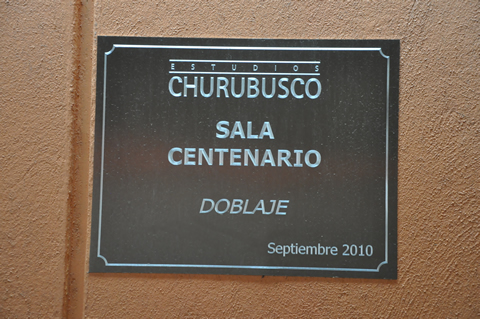 ESTUDIOS
CHURUBUSCO
SALA
CENTENARIO
DOBLAJE
Septiembre 2010